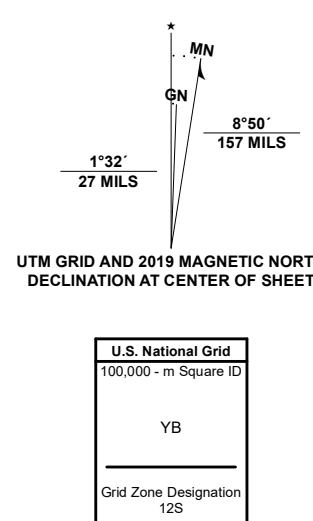 ★
MN
GN
8°50´
157 MILS
1°32´
27 MILS
UTM GRID AND 2019 MAGNETIC NORT
DECLINATION AT CENTER OF SHEET
U.S. National Grid
100,000 - m Square ID
YB
Grid Zone Designation
12S